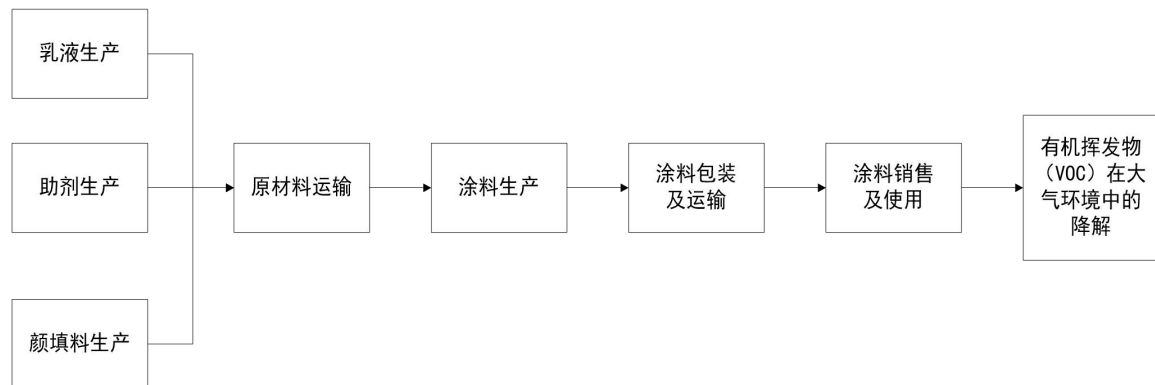 乳液生产
助剂生产
颜填料生产
原材料运输
涂料生产
涂料包装
及运输
涂料销售
及使用
有机挥发物
（VOC）在大
气环境中的
降解